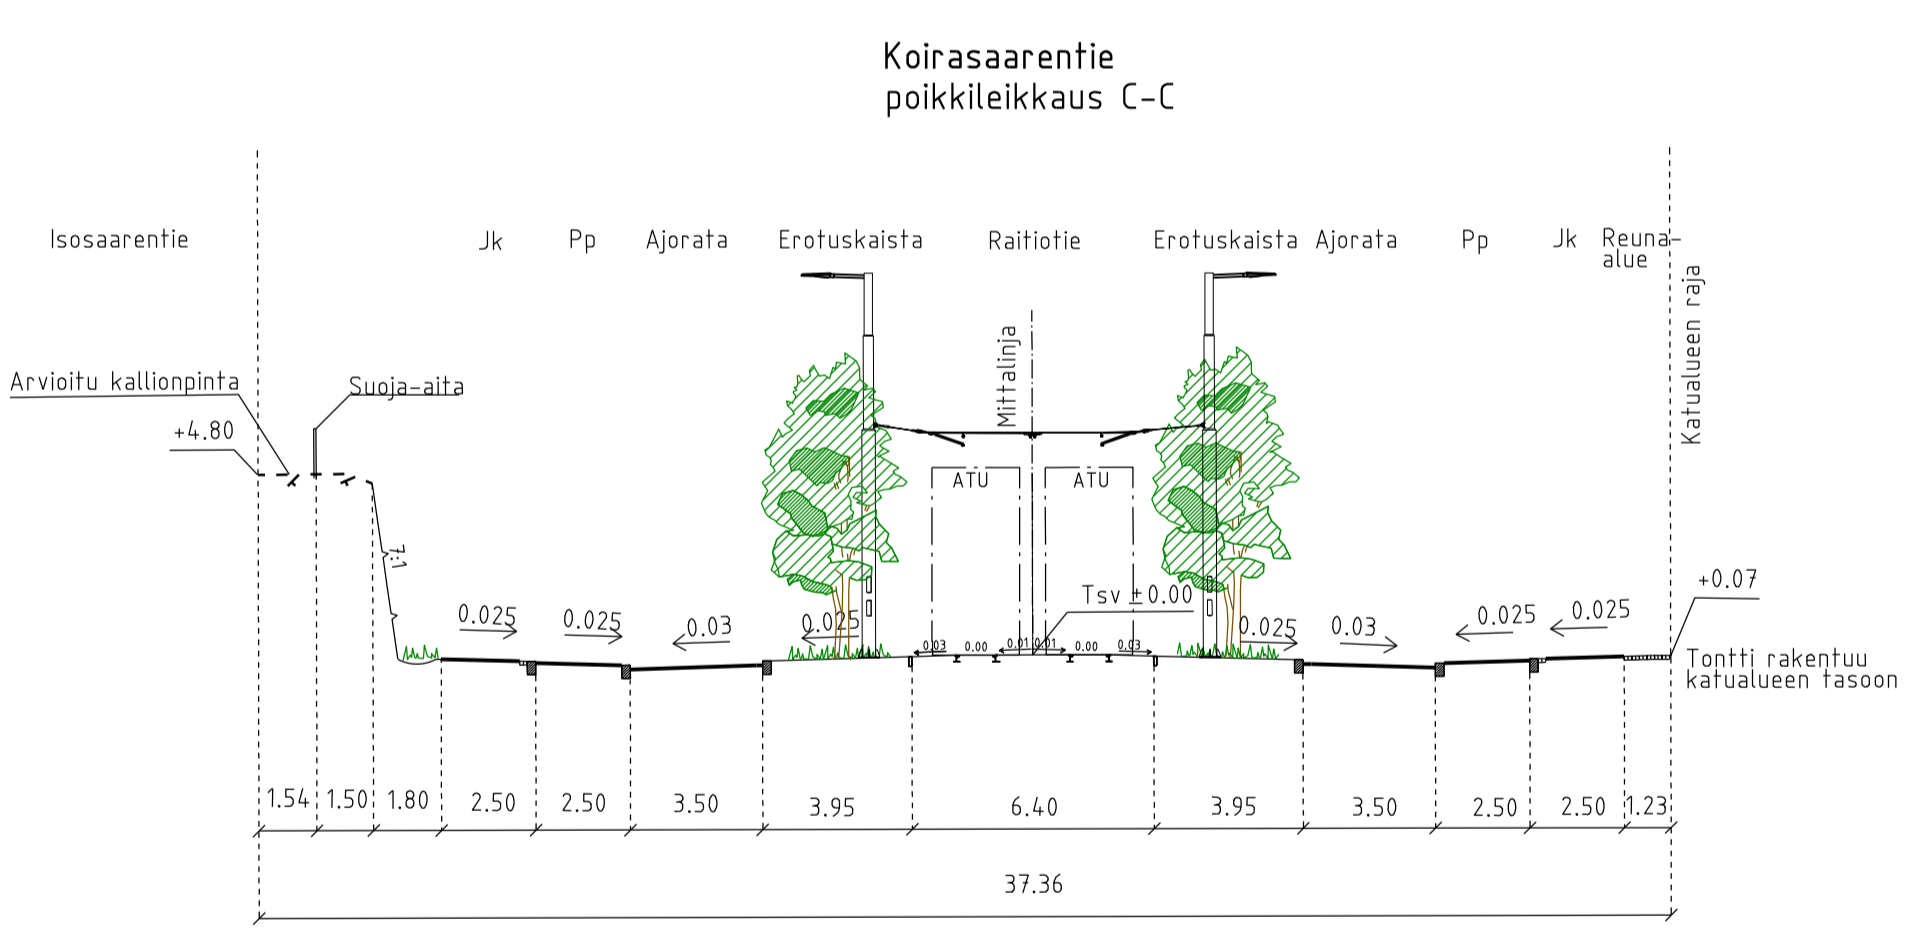 Koirasaarentie
poikkileikkaus C-C
Isosaarentie
Jk
Pp
Ajorata
Erotuskaista
Raitiotie
Erotuskaista
Ajorata
Pp
Jk
Reuna-
alue
Katualueen raja
Mittalinja
Arvioitu kallionpinta
Suoja-aita
+4.80
ATU
ATU
7:1
Tsv ±0.00
+0.07
0.025
0.025
0.03
0.025
0.03
0.00
0.01
0.01
0.00
0.03
0.025
0.03
0.025
0.025
Tontti rakentuu
katualueen tasoon
1.54
1.50
1.80
2.50
2.50
3.50
3.95
6.40
3.95
3.50
2.50
2.50
1.23
37.36